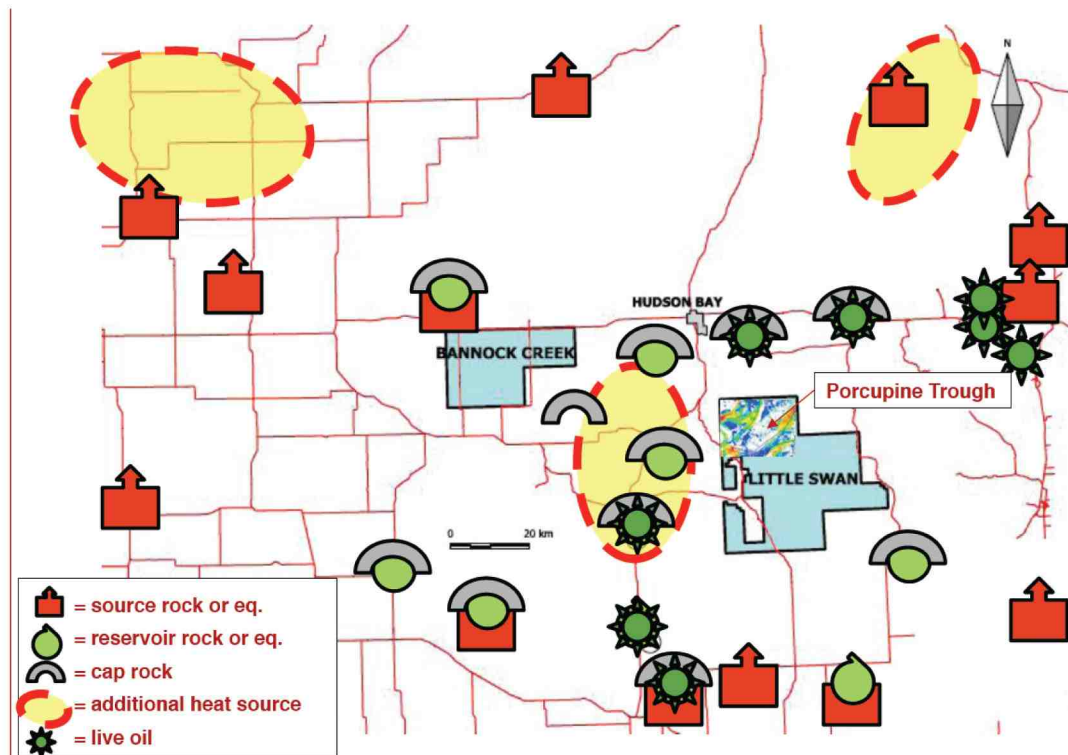 N
HUDSON BAY
BANNOCK CREEK
Porcupine Trough
LITTLE SWAN
0 20 km
= source rock or eq.
= reservoir rock or eq.
= cap rock
= additional heat source
= live oil